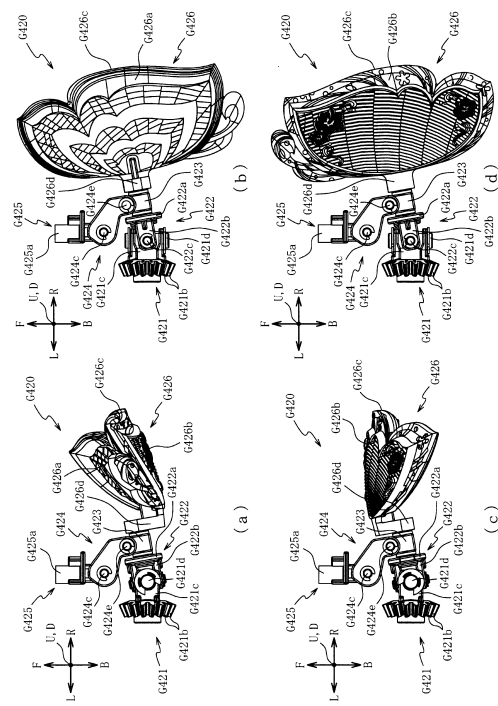 F
B
L
R
U,D
G425
G425a
G424
G423
G426d
G426a
G420
G426c
G426
G426b
G424c
G424e
G422a
G422
G422b
G421d
G421c
G421b
G421
(a)
F
B
L
R
U,D
G425
G425a
G424c
G424
G421c
G424e
G426d
G420
G426c
G426a
G426
G423
G422a
G422
G422b
G421d
G422c
G421b
G421
(b)
F
B
L
R
U,D
G425
G425a
G424
G423
G426d
G426b
G420
G426c
G426
G424c
G424e
G422a
G422
G422b
G421d
G421c
G421b
G421
(c)
F
B
L
R
U,D
G425
G425a
G424c
G424
G421c
G424e
G426d
G420
G426c
G426b
G426
G423
G422a
G422
G422b
G421d
G422c
G421b
G421
(d)